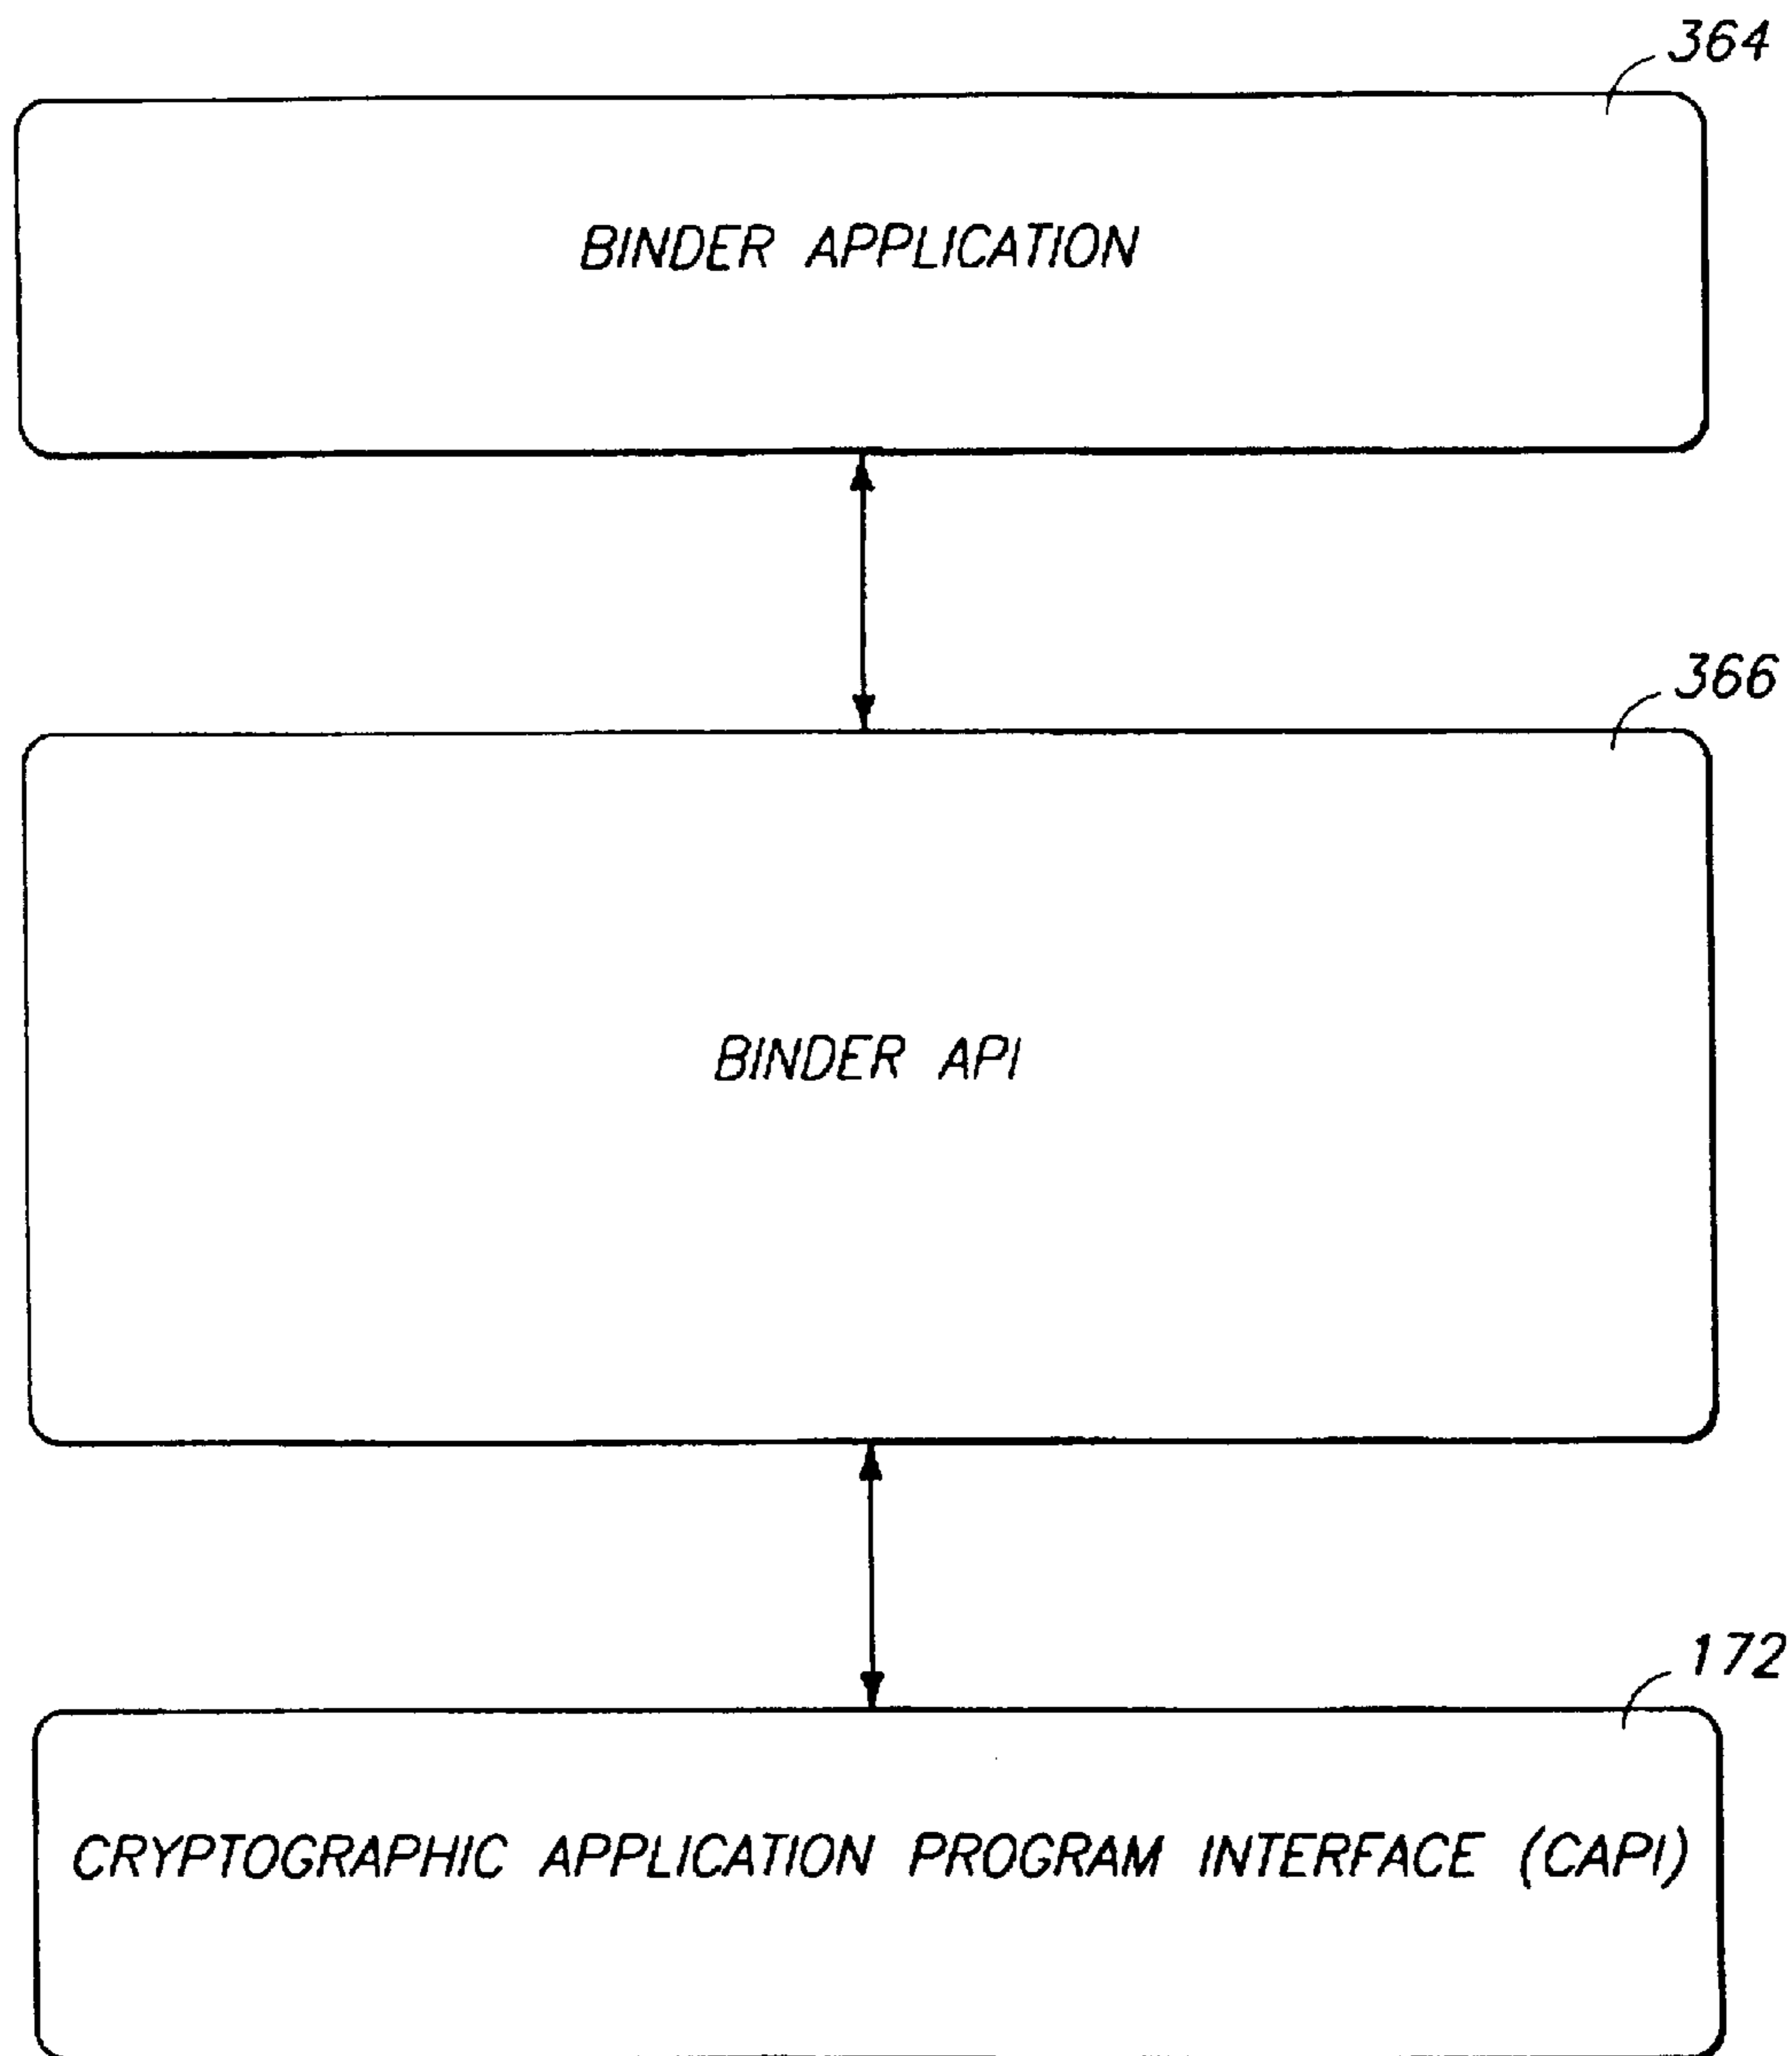 364
BINDER APPLICATION
366
BINDER API
172
CRYPTOGRAPHIC APPLICATION PROGRAM INTERFACE (CAPI)